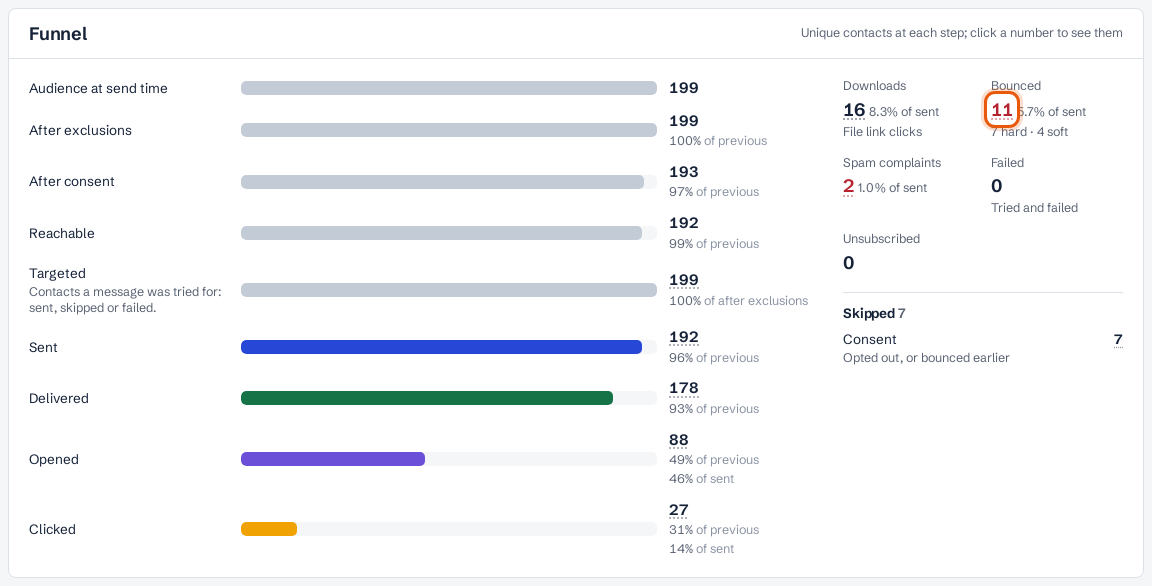 Funnel
Unique contacts at each step; click a number to see them
Audience at send time
199
After exclusions
199
100% of previous
After consent
193
97% of previous
Reachable
192
99% of previous
Targeted
Contacts a message was tried for:
sent, skipped or failed.
199
100% of after exclusions
Sent
192
96% of previous
Delivered
178
93% of previous
Opened
88
49% of previous
46% of sent
Clicked
27
31% of previous
14% of sent
Downloads
16 8.3% of sent
File link clicks
Bounced
11 5.7% of sent
7 hard · 4 soft
Spam complaints
2 1.0% of sent
Failed
0
Tried and failed
Unsubscribed
0
Skipped 7
Consent 7
Opted out, or bounced earlier